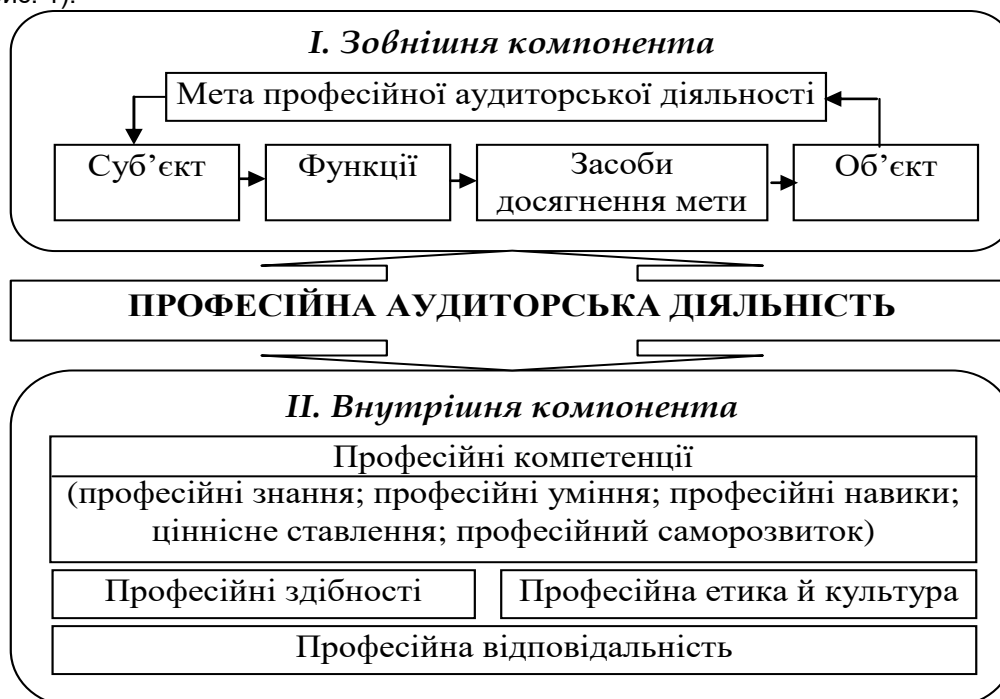 I. Зовнішня компонента
Мета професійної аудиторської діяльності
Суб’єкт
Функції
Засоби
досягнення мети
Об’єкт
ПРОФЕСІЙНА АУДИТОРСЬКА ДІЯЛЬНІСТЬ
II. Внутрішня компонента
Професійні компетенції
(професійні знання; професійні уміння; професійні навики;
ціннісне ставлення; професійний саморозвиток)
Професійні здібності
Професійна етика й культура
Професійна відповідальність